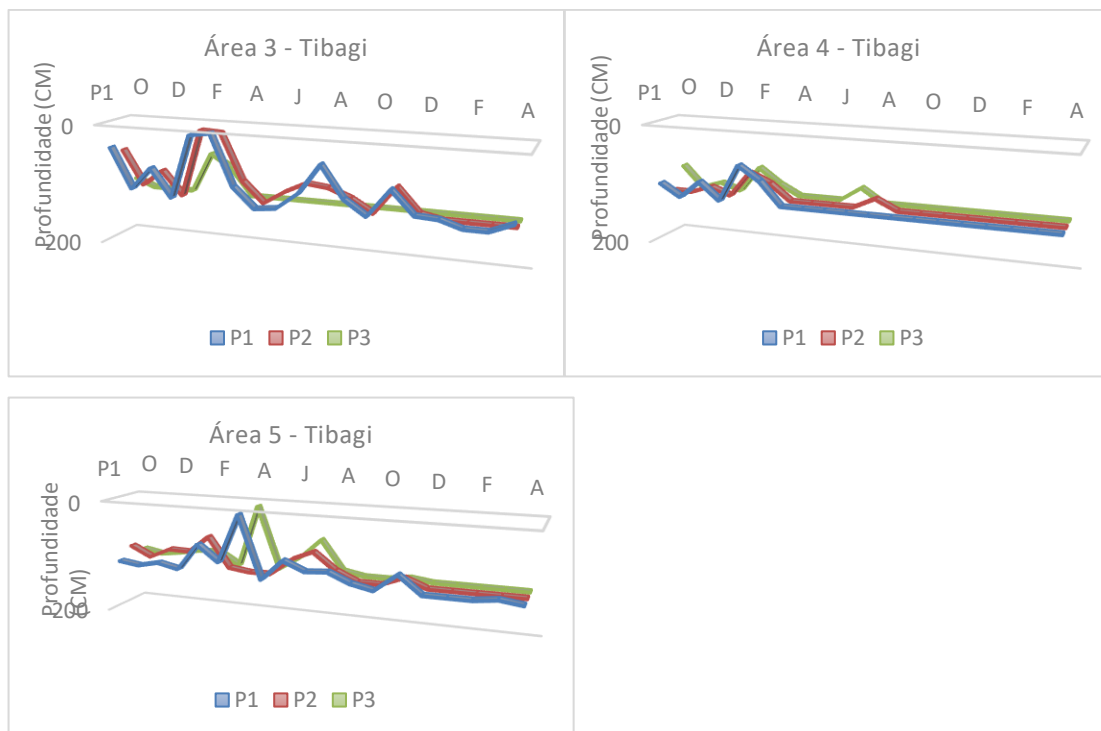 Área 3 - Tibagi
P1 O D F A J A O D F A
Profundidade (CM)
0
200
P1 P2 P3
Área 4 - Tibagi
P1 O D F A J A O D F A
Profundidade (CM)
0
200
P1 P2 P3
Área 5 - Tibagi
P1 O D F A J A O D F A
Profundidade
(CM)
0
200
P1 P2 P3